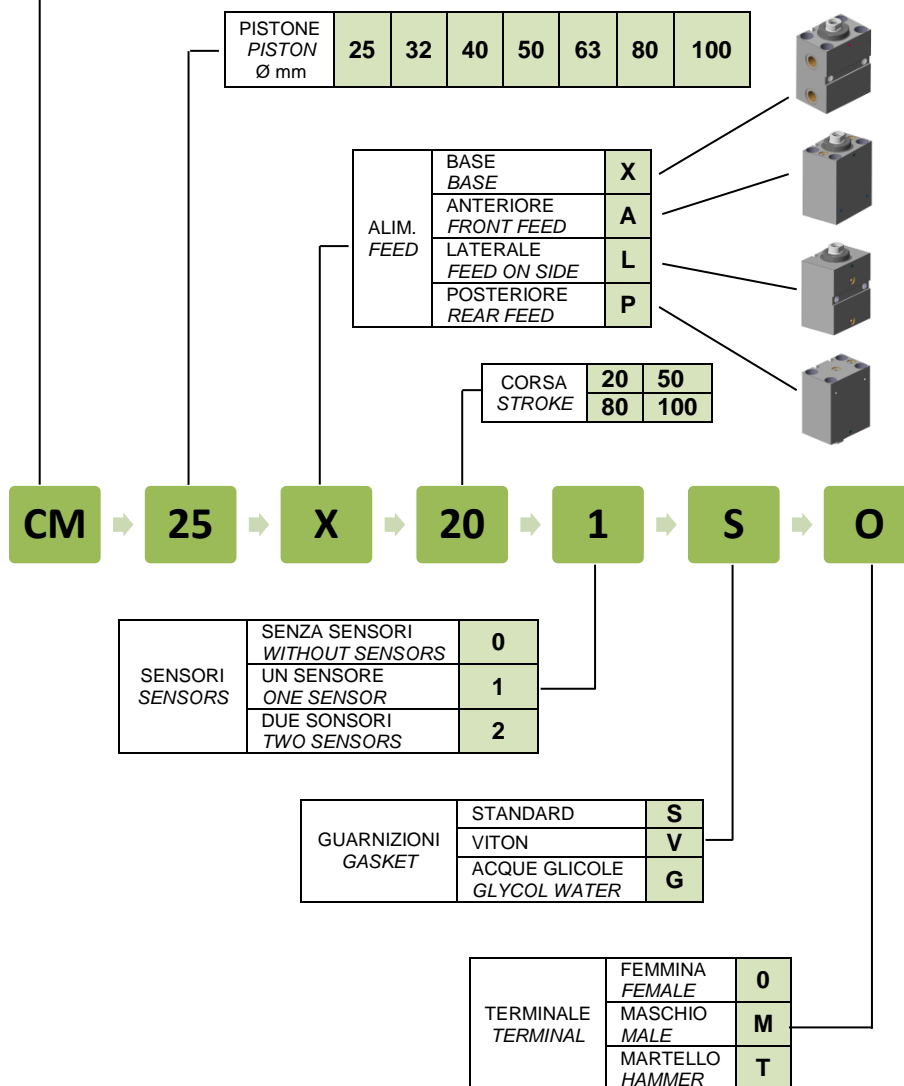 PISTONE
PISTON
Ø mm
25 32 40 50 63 80 100
ALIM.
FEED
BASE
BASE
X
ANTERIORE
FRONT FEED
A
LATERALE
FEED ON SIDE
L
POSTERIORE
REAR FEED
P
CORSA
STROKE
20 50
80 100
CM 25 X 20 1 S O
SENSORI
SENSORS
SENZA SENSORI
WITHOUT SENSORS
0
UN SENSORE
ONE SENSOR
1
DUE SONSORI
TWO SENSORS
2
GUARNIZIONI
GASKET
STANDARD S
VITON V
ACQUE GLICOLE
GLYCOL WATER
G
TERMINALE
TERMINAL
FEMMINA
FEMALE
0
MASCHIO
MALE
M
MARTELLO
HAMMER
T